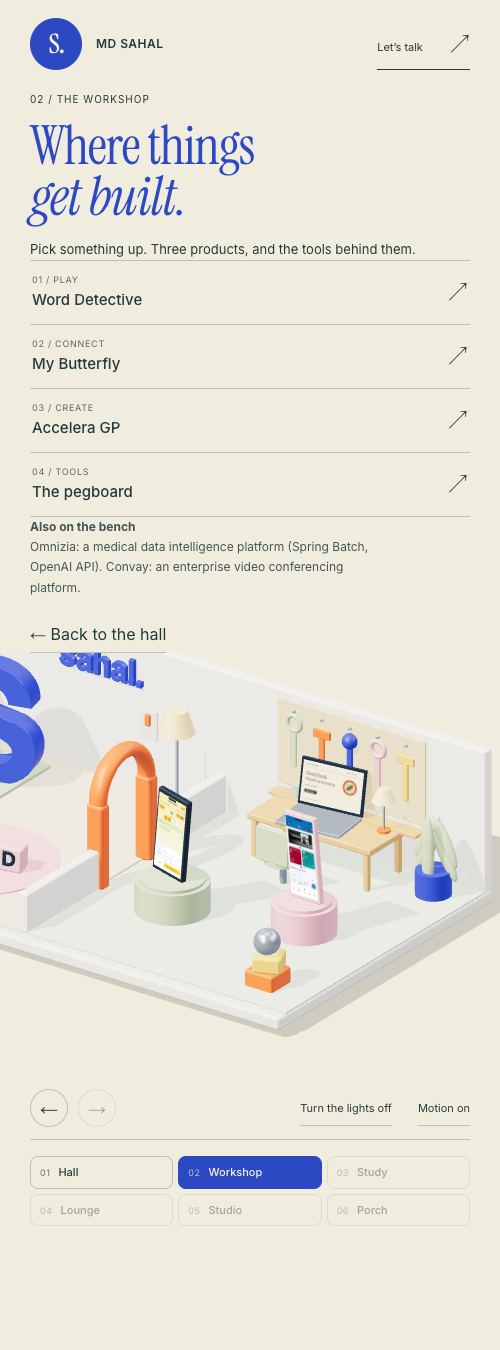 S.
MD SAHAL
Let's talk
02 / THE WORKSHOP
Where things
get built.
Pick something up. Three products, and the tools behind them.
01 / PLAY
Word Detective
02 / CONNECT
My Butterfly
03 / CREATE
Accelera GP
04 / TOOLS
The pegboard
Also on the bench
Omnizia: a medical data intelligence platform (Spring Batch,
OpenAI API). Convay: an enterprise video conferencing
platform.
← Back to the hall
sahal.
S
D
← →
Turn the lights off
Motion on
01 Hall
02 Workshop
03 Study
04 Lounge
05 Studio
06 Porch